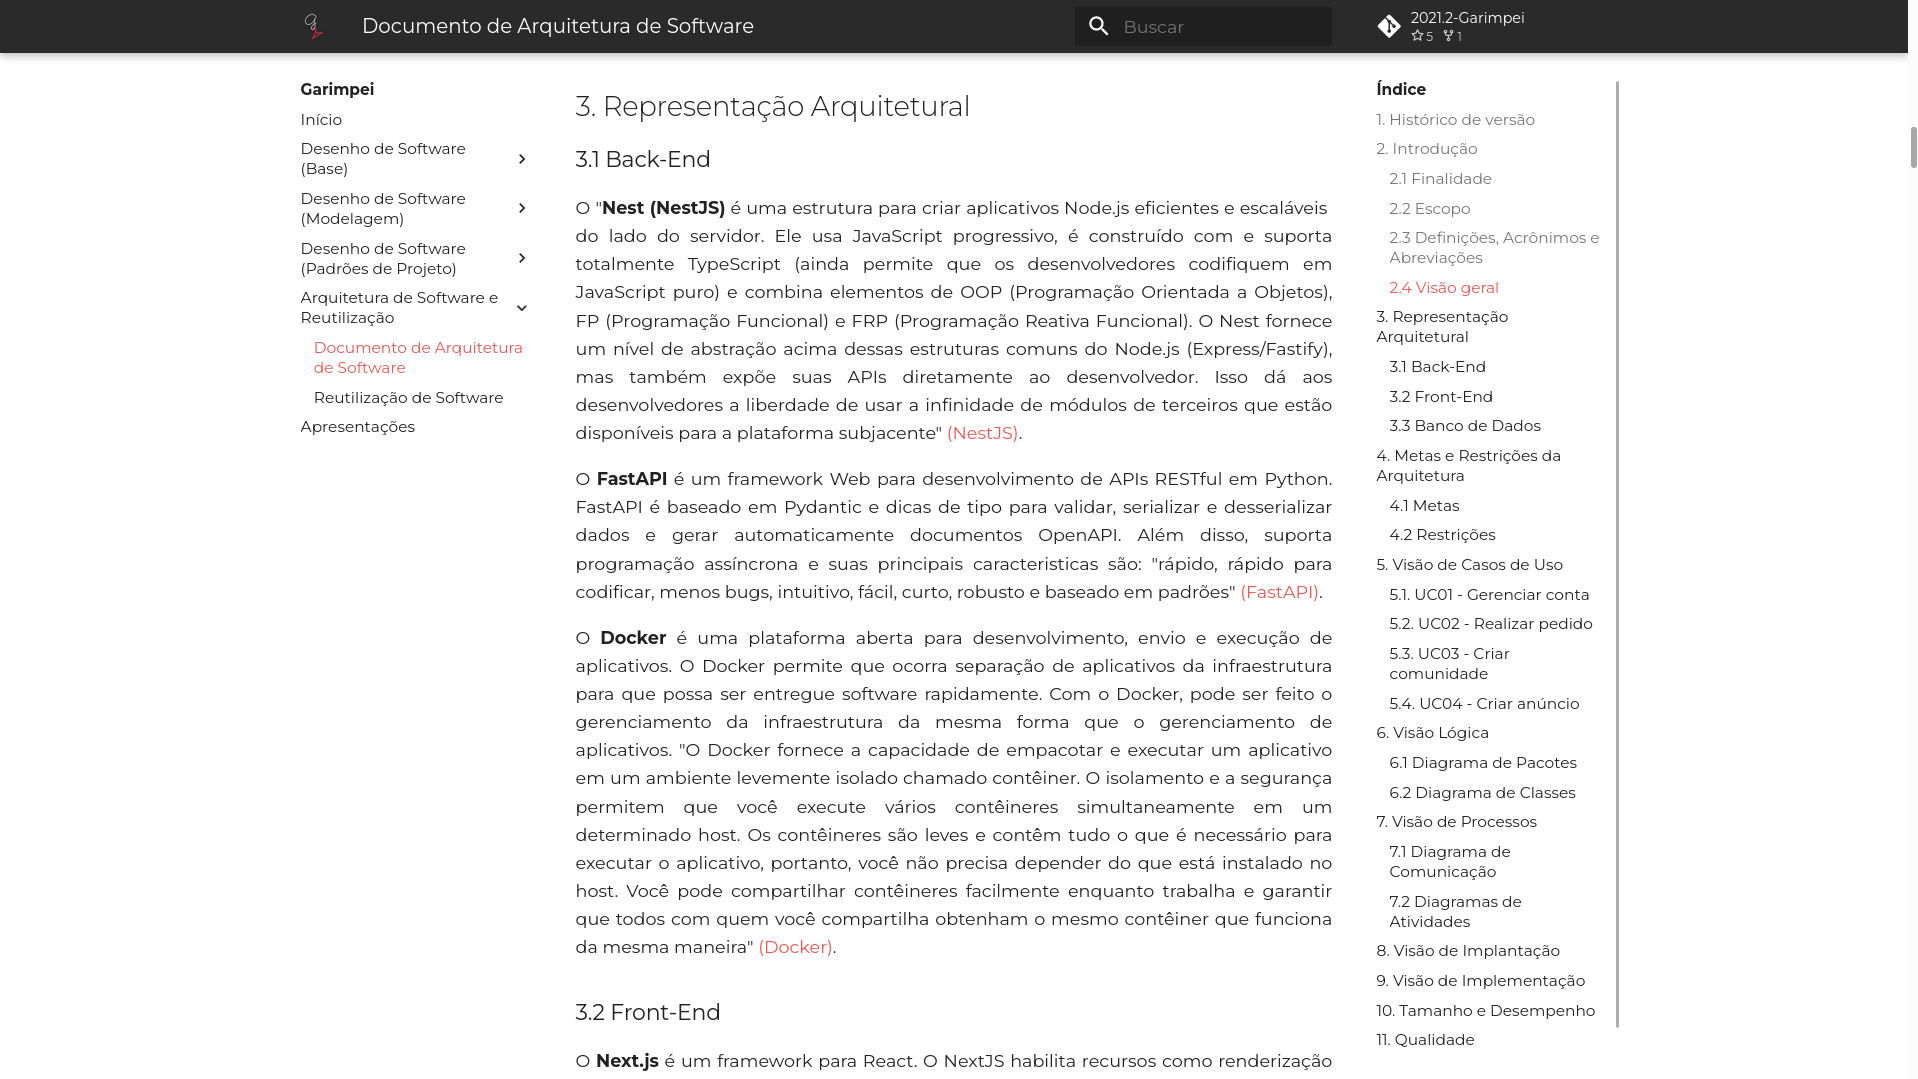 Documento de Arquitetura de Software
Buscar
2021.2-Garimpei
5 1
Garimpei
Início
Desenho de Software
(Base)
Desenho de Software
(Modelagem)
Desenho de Software
(Padrões de Projeto)
Arquitetura de Software e
Reutilização
Documento de Arquitetura
de Software
Reutilização de Software
Apresentações
3. Representação Arquitetural
3.1 Back-End
O "Nest (NestJS) é uma estrutura para criar aplicativos Node.js eficientes e escaláveis
do lado do servidor. Ele usa JavaScript progressivo, é construído com e suporta
totalmente TypeScript (ainda permite que os desenvolvedores codifiquem em
JavaScript puro) e combina elementos de OOP (Programação Orientada a Objetos),
FP (Programação Funcional) e FRP (Programação Reativa Funcional). O Nest fornece
um nível de abstração acima dessas estruturas comuns do Node.js (Express/Fastify),
mas também expõe suas APIs diretamente ao desenvolvedor. Isso dá aos
desenvolvedores a liberdade de usar a infinidade de módulos de terceiros que estão
disponíveis para a plataforma subjacente" (NestJS).
O FastAPI é um framework Web para desenvolvimento de APIs RESTful em Python.
FastAPI é baseado em Pydantic e dicas de tipo para validar, serializar e desserializar
dados e gerar automaticamente documentos OpenAPI. Além disso, suporta
programação assíncrona e suas principais caracteristicas são: "rápido, rápido para
codificar, menos bugs, intuitivo, fácil, curto, robusto e baseado em padrões" (FastAPI).
O Docker é uma plataforma aberta para desenvolvimento, envio e execução de
aplicativos. O Docker permite que ocorra separação de aplicativos da infraestrutura
para que possa ser entregue software rapidamente. Com o Docker, pode ser feito o
gerenciamento da infraestrutura da mesma forma que o gerenciamento de
aplicativos. "O Docker fornece a capacidade de empacotar e executar um aplicativo
em um ambiente levemente isolado chamado contêiner. O isolamento e a segurança
permitem que você execute vários contêineres simultaneamente em um
determinado host. Os contêineres são leves e contêm tudo o que é necessário para
executar o aplicativo, portanto, você não precisa depender do que está instalado no
host. Você pode compartilhar contêineres facilmente enquanto trabalha e garantir
que todos com quem você compartilha obtenham o mesmo contêiner que funciona
da mesma maneira" (Docker).
3.2 Front-End
O Next.js é um framework para React. O NextJS habilita recursos como renderização
Índice
1. Histórico de versão
2. Introdução
2.1 Finalidade
2.2 Escopo
2.3 Definições, Acrônimos e
Abreviações
2.4 Visão geral
3. Representação
Arquitetural
3.1 Back-End
3.2 Front-End
3.3 Banco de Dados
4. Metas e Restrições da
Arquitetura
4.1 Metas
4.2 Restrições
5. Visão de Casos de Uso
5.1. UC01 - Gerenciar conta
5.2. UC02 - Realizar pedido
5.3. UC03 - Criar
comunidade
5.4. UC04 - Criar anúncio
6. Visão Lógica
6.1 Diagrama de Pacotes
6.2 Diagrama de Classes
7. Visão de Processos
7.1 Diagrama de
Comunicação
7.2 Diagramas de
Atividades
8. Visão de Implantação
9. Visão de Implementação
10. Tamanho e Desempenho
11. Qualidade